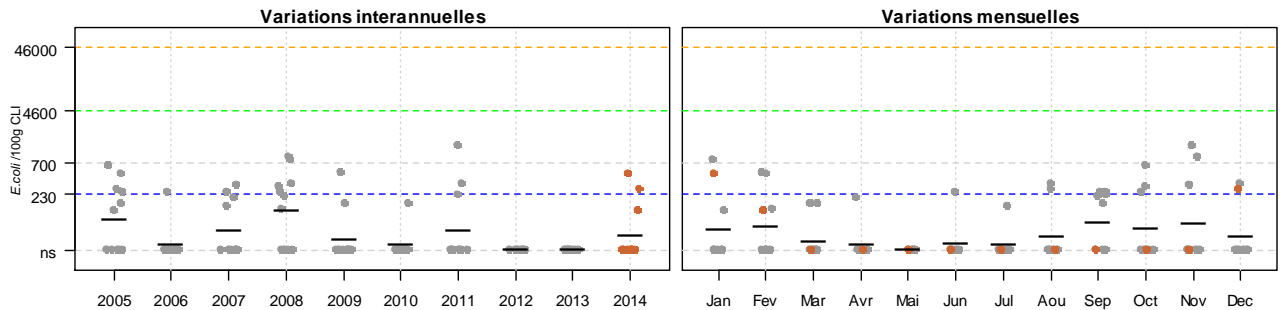 Variations interannuelles
Variations mensuelles
E.coli /100g CLI
46000
4600
700
230
ns
2005 2006 2007 2008 2009 2010 2011 2012 2013 2014
Jan Fev Mar Avr Mai Jun Jul Aou Sep Oct Nov Dec